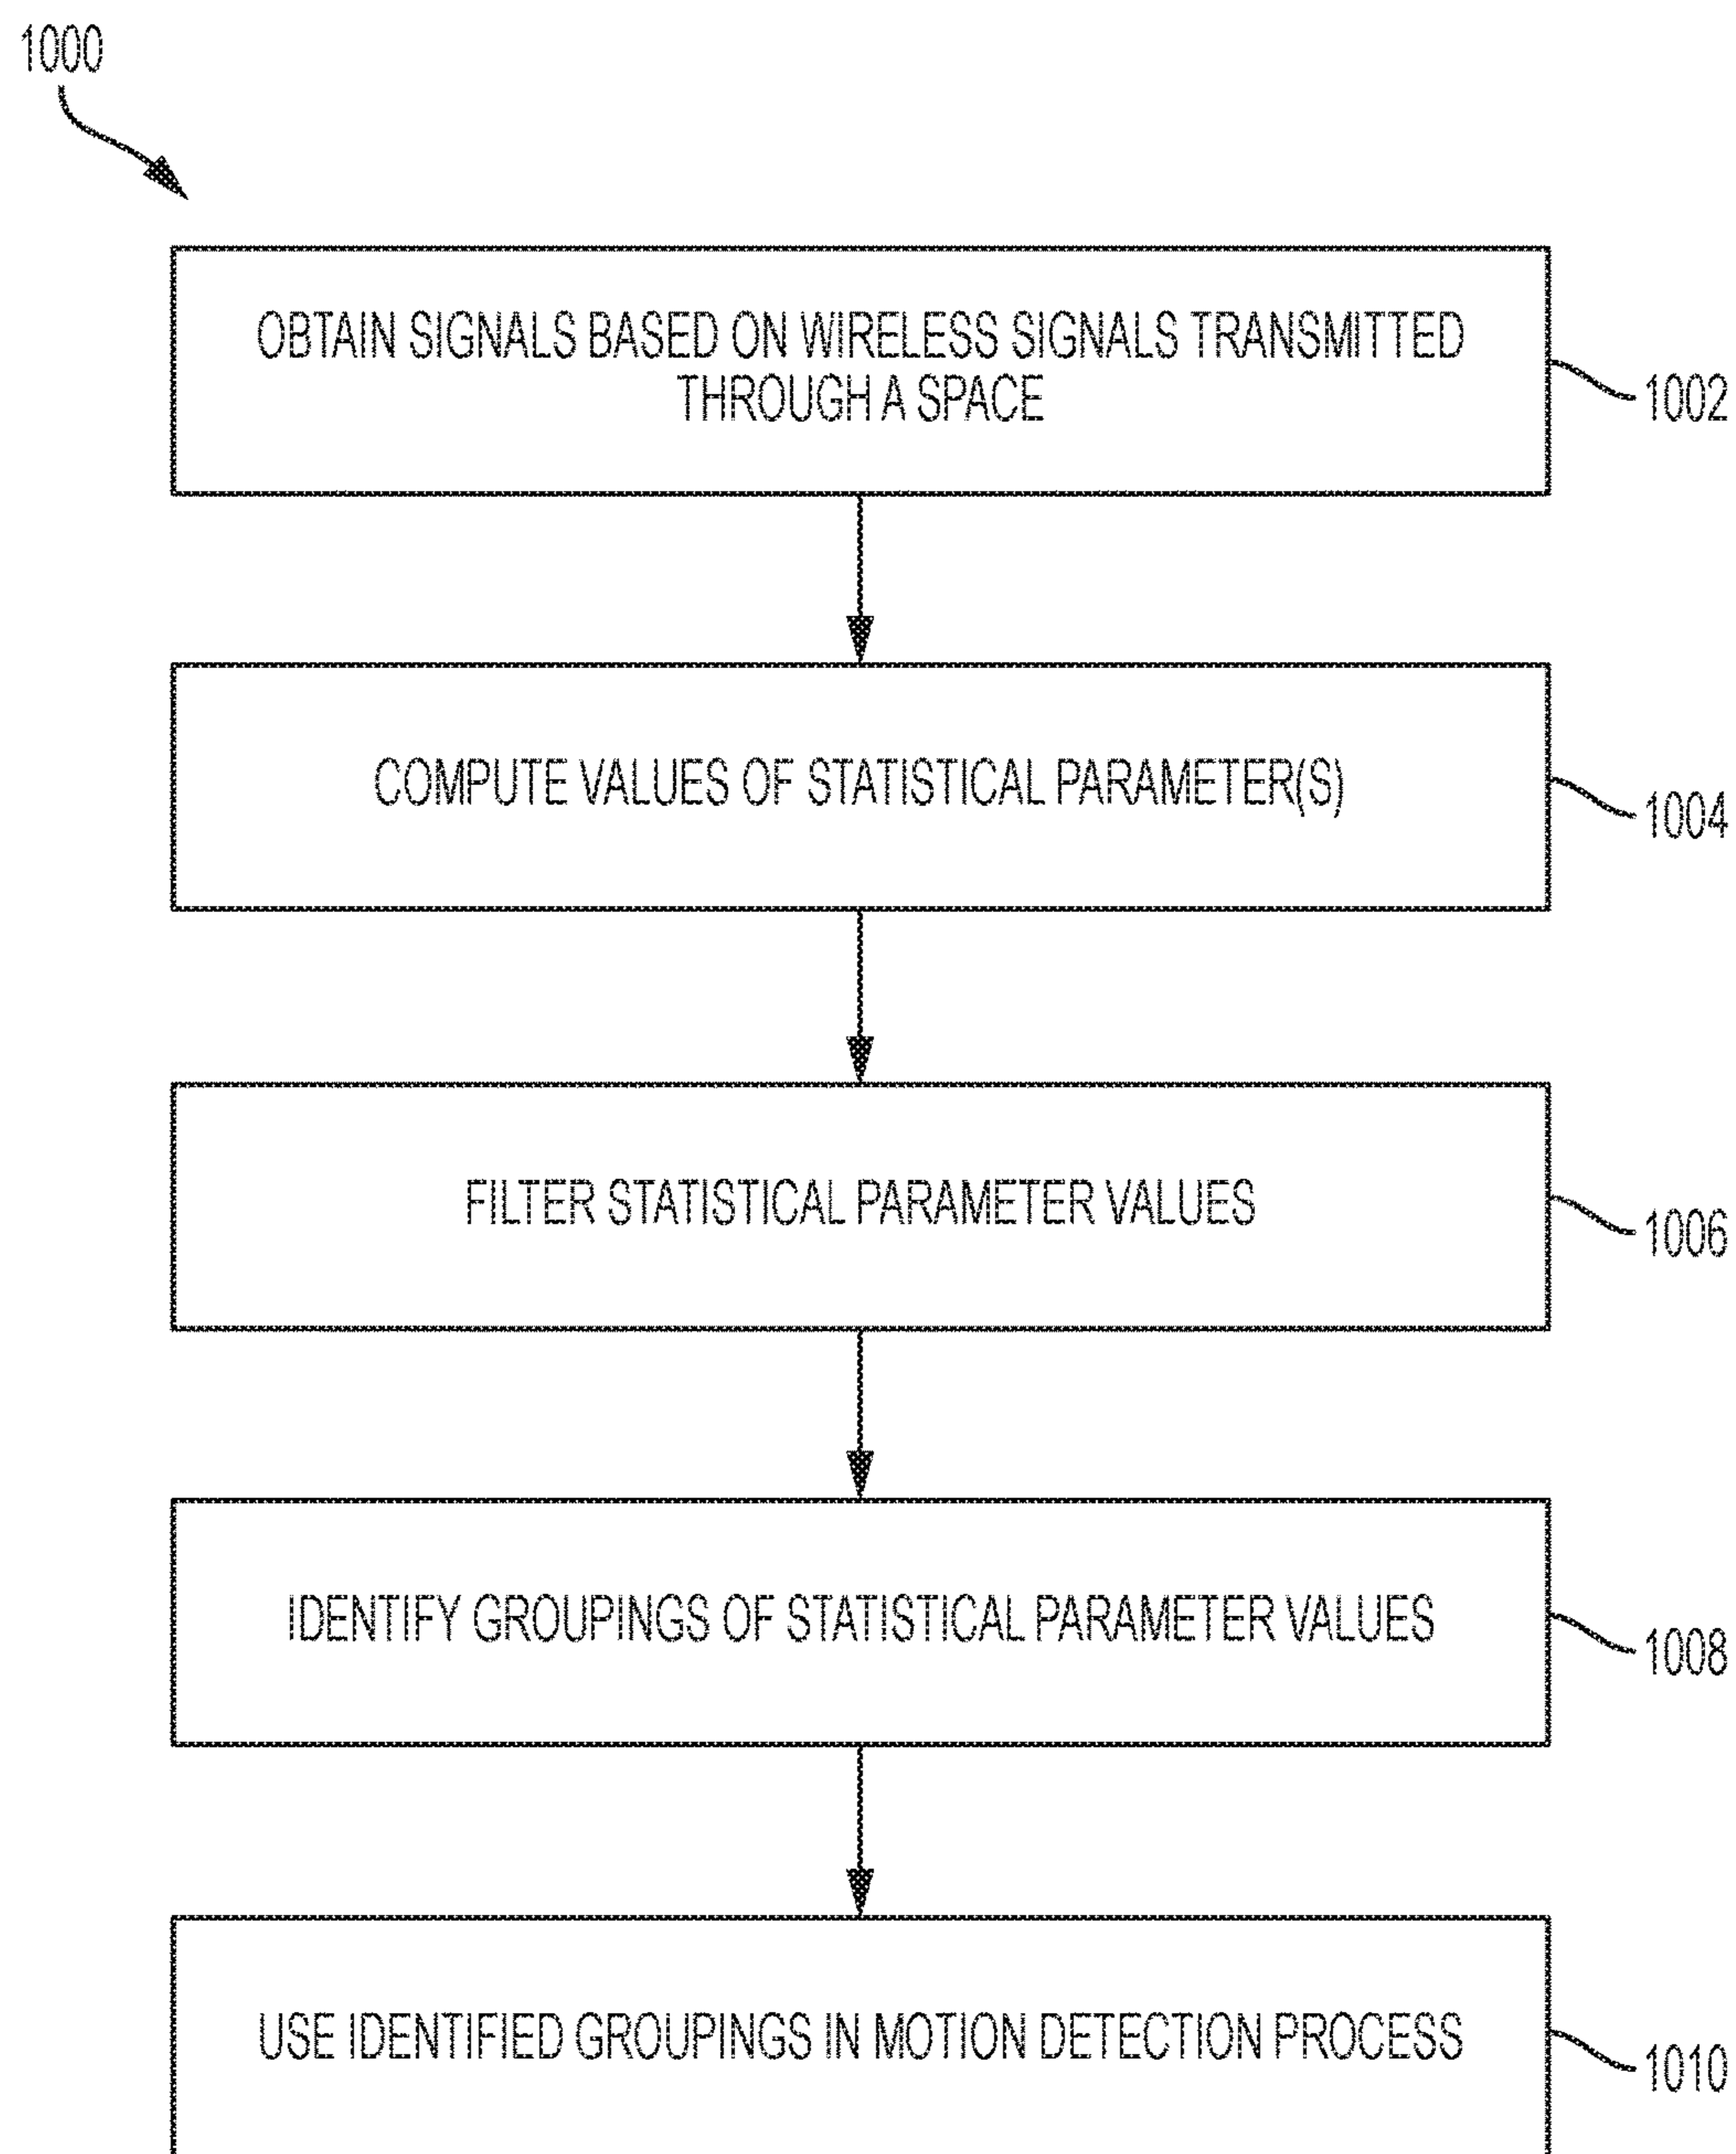 1000
OBTAIN SIGNALS BASED ON WIRELESS SIGNALS TRANSMITTED
THROUGH A SPACE
1002
COMPUTE VALUES OF STATISTICAL PARAMETER(S)
1004
FILTER STATISTICAL PARAMETER VALUES
1006
IDENTIFY GROUPINGS OF STATISTICAL PARAMETER VALUES
1008
USE IDENTIFIED GROUPINGS IN MOTION DETECTION PROCESS
1010